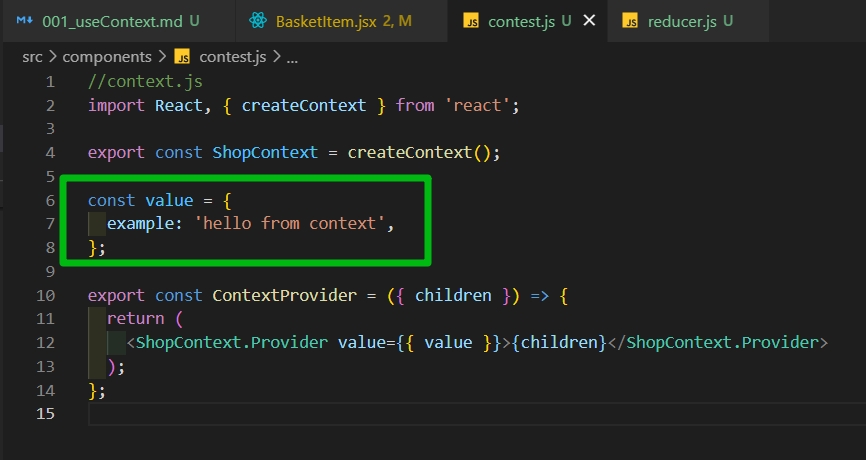 001_useContext.md U
BasketItem.jsx 2, M
JS contest.js U ×
JS reducer.js U
src > components > JS contest.js > ...
1 //context.js
2 import React, { createContext } from 'react';
3
4 export const ShopContext = createContext();
5
6 const value = {
7 example: 'hello from context',
8 };
9
10 export const ContextProvider = ({ children }) => {
11 return (
12 <ShopContext.Provider value={{ value }}>{children}</ShopContext.Provider>
13 );
14 };
15